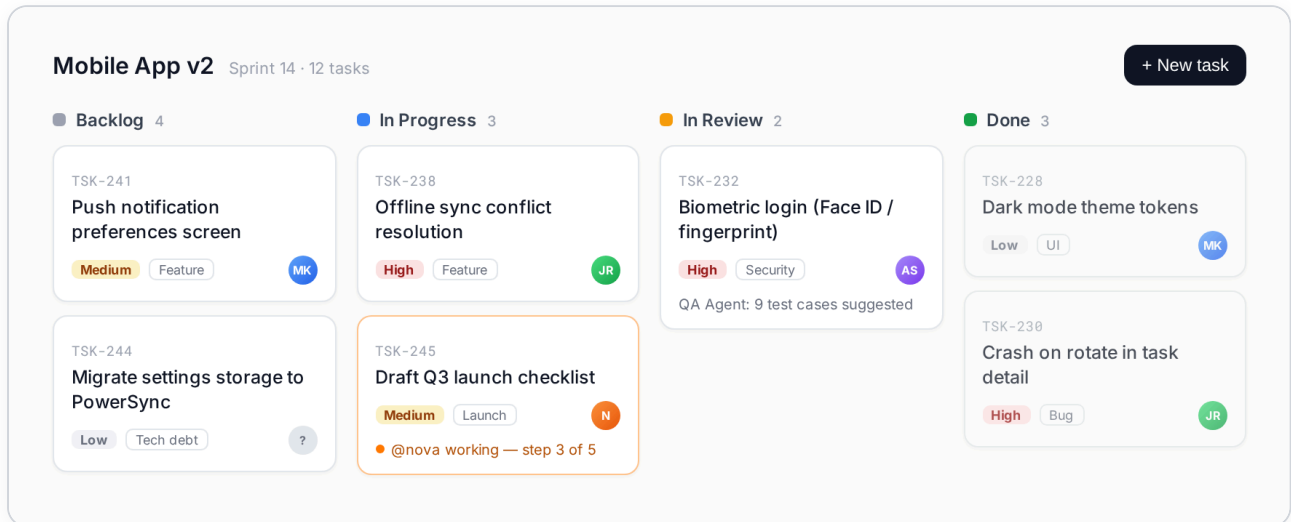 Mobile App v2 Sprint 14 · 12 tasks
+ New task
Backlog 4
TSK-241
Push notification
preferences screen
Medium Feature MK
TSK-244
Migrate settings storage to
PowerSync
Low Tech debt ?
In Progress 3
TSK-238
Offline sync conflict
resolution
High Feature JR
TSK-245
Draft Q3 launch checklist
Medium Launch N
@nova working — step 3 of 5
In Review 2
TSK-232
Biometric login (Face ID /
fingerprint)
High Security AS
QA Agent: 9 test cases suggested
Done 3
TSK-228
Dark mode theme tokens
Low UI MK
TSK-230
Crash on rotate in task
detail
High Bug JR